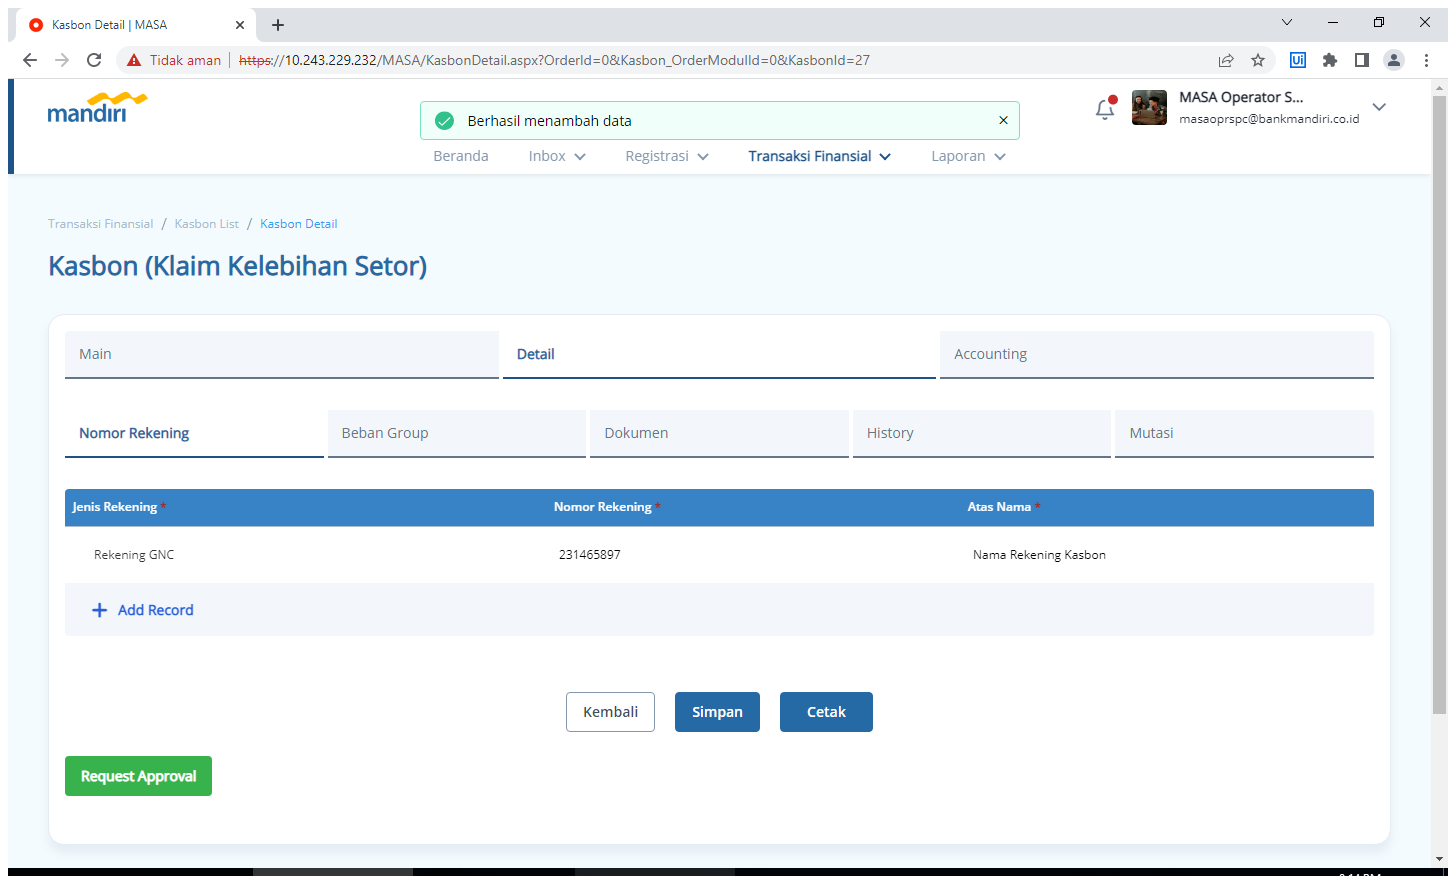 Kasbon Detail | MASA
Tidak aman
https://10.243.229.232/MASA/KasbonDetail.aspx?OrderId=0&Kasbon_OrderModulId=0&KasbonId=27
Ui
mandiri
Berhasil menambah data
MASA Operator S...
masaoprspc@bankmandiri.co.id
Beranda Inbox Registrasi Transaksi Finansial Laporan
Transaksi Finansial / Kasbon List / Kasbon Detail
Kasbon (Klaim Kelebihan Setor)
Main Detail Accounting
Nomor Rekening Beban Group Dokumen History Mutasi
Jenis Rekening * Nomor Rekening * Atas Nama *
Rekening GNC 231465897 Nama Rekening Kasbon
+ Add Record
Kembali Simpan Cetak
Request Approval